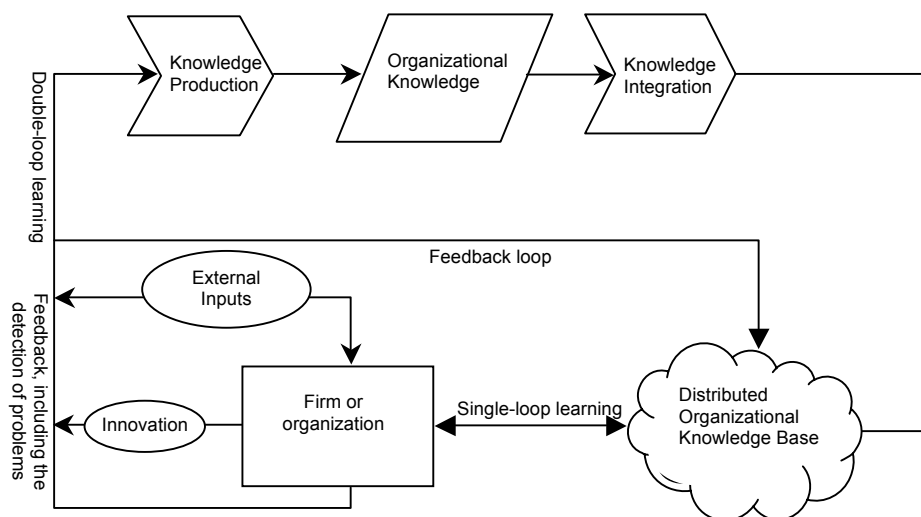 Knowledge
Production
Organizational
Knowledge
Knowledge
Integration
Double-loop learning
Feedback loop
External
Inputs
Feedback, including the
detection of problems
Firm or
organization
Innovation
Single-loop learning
Distributed
Organizational
Knowledge Base